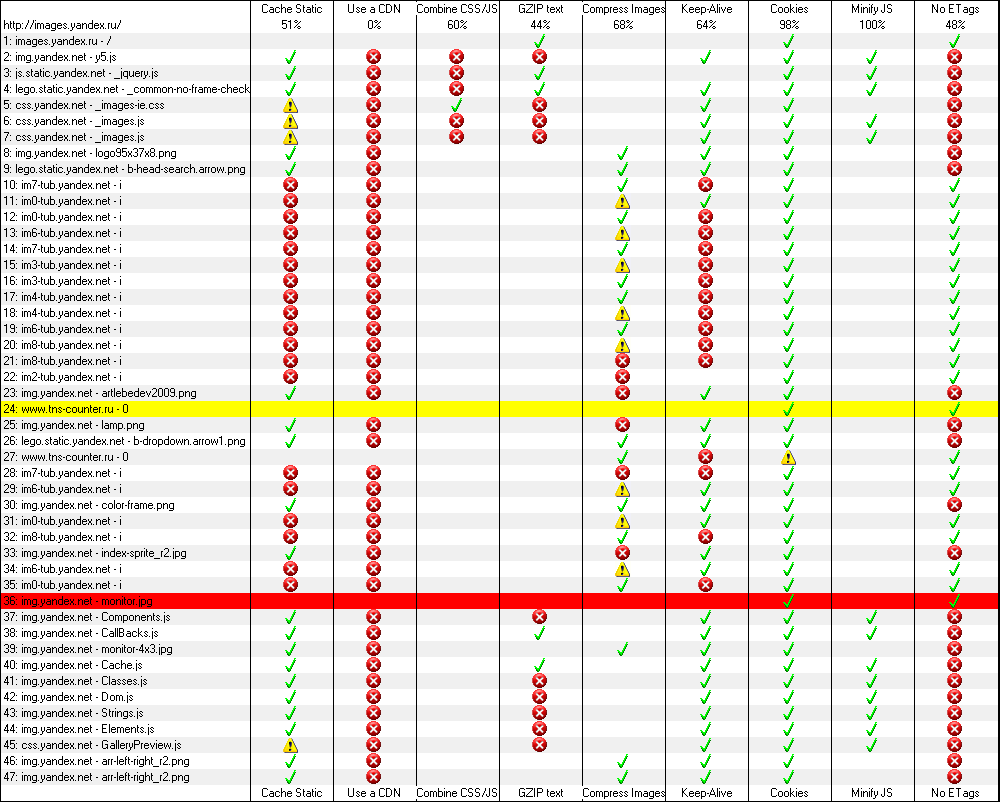 Cache Static Use a CDN Combine CSS/JS GZIP text Compress Images Keep-Alive Cookies Minify JS No ETags
http://images.yandex.ru/ 51% 0% 60% 44% 68% 64% 98% 100% 48%
1: images.yandex.ru - /
2: img.yandex.net - y5.js
3: js.static.yandex.net - _jquery.js
4: lego.static.yandex.net - _common-no-frame-check
5: css.yandex.net - _images-ie.css
6: css.yandex.net - _images.js
7: css.yandex.net - _images.js
8: img.yandex.net - logo95x37x8.png
9: lego.static.yandex.net - b-head-search.arrow.png
10: im7-tub.yandex.net - i
11: im0-tub.yandex.net - i
12: im0-tub.yandex.net - i
13: im6-tub.yandex.net - i
14: im7-tub.yandex.net - i
15: im3-tub.yandex.net - i
16: im3-tub.yandex.net - i
17: im4-tub.yandex.net - i
18: im4-tub.yandex.net - i
19: im6-tub.yandex.net - i
20: im8-tub.yandex.net - i
21: im8-tub.yandex.net - i
22: im2-tub.yandex.net - i
23: img.yandex.net - artlebedev2009.png
24: www.tns-counter.ru - 0
25: img.yandex.net - lamp.png
26: lego.static.yandex.net - b-dropdown.arrow1.png
27: www.tns-counter.ru - 0
28: im7-tub.yandex.net - i
29: im6-tub.yandex.net - i
30: img.yandex.net - color-frame.png
31: im0-tub.yandex.net - i
32: im8-tub.yandex.net - i
33: img.yandex.net - index-sprite_r2.jpg
34: im6-tub.yandex.net - i
35: im0-tub.yandex.net - i
36: img.yandex.net - monitor.jpg
37: img.yandex.net - Components.js
38: img.yandex.net - CallBacks.js
39: img.yandex.net - monitor-4x3.jpg
40: img.yandex.net - Cache.js
41: img.yandex.net - Classes.js
42: img.yandex.net - Dom.js
43: img.yandex.net - Strings.js
44: img.yandex.net - Elements.js
45: css.yandex.net - GalleryPreview.js
46: img.yandex.net - arr-left-right_r2.png
47: img.yandex.net - arr-left-right_r2.png
Cache Static Use a CDN Combine CSS/JS GZIP text Compress Images Keep-Alive Cookies Minify JS No ETags